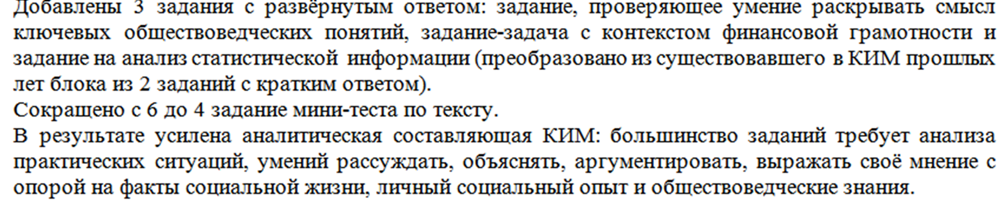 Добавлены 3 задания с развёрнутым ответом: задание, проверяющее умение раскрывать смысл
ключевых обществоведческих понятий, задание-задача с контекстом финансовой грамотности и
задание на анализ статистической информации (преобразовано из существовавшего в КИМ прошлых
лет блока из 2 заданий с кратким ответом).
Сокращено с 6 до 4 задание мини-теста по тексту.
В результате усилена аналитическая составляющая КИМ: большинство заданий требует анализа
практических ситуаций, умений рассуждать, объяснять, аргументировать, выражать своё мнение с
опорой на факты социальной жизни, личный социальный опыт и обществоведческие знания.